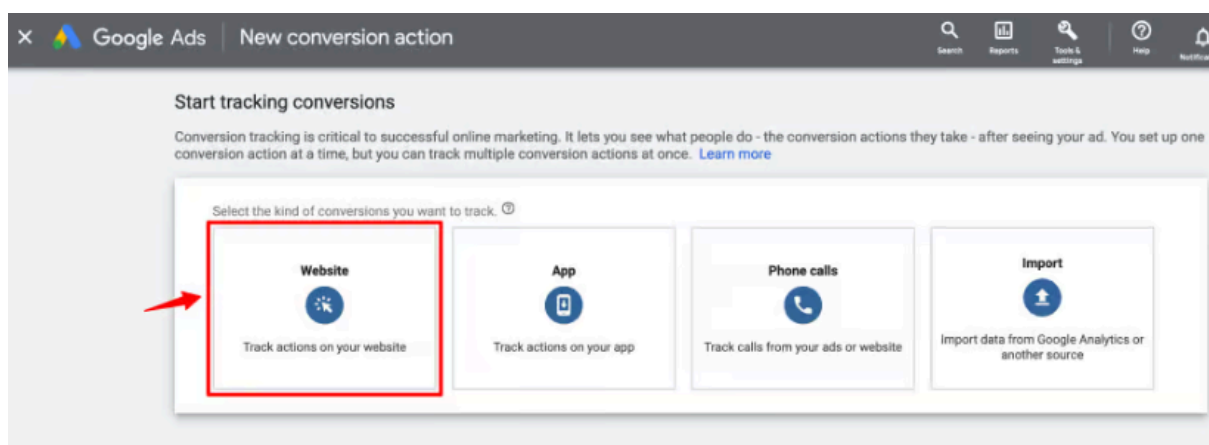 Google Ads New conversion action
Search
Reports
Tools &
settings
Help
Start tracking conversions
Conversion tracking is critical to successful online marketing. It lets you see what people do - the conversion actions they take - after seeing your ad. You set up one
conversion action at a time, but you can track multiple conversion actions at once. Learn more
Select the kind of conversions you want to track.
Website
Track actions on your website
App
Track actions on your app
Phone calls
Track calls from your ads or website
Import
Import data from Google Analytics or
another source